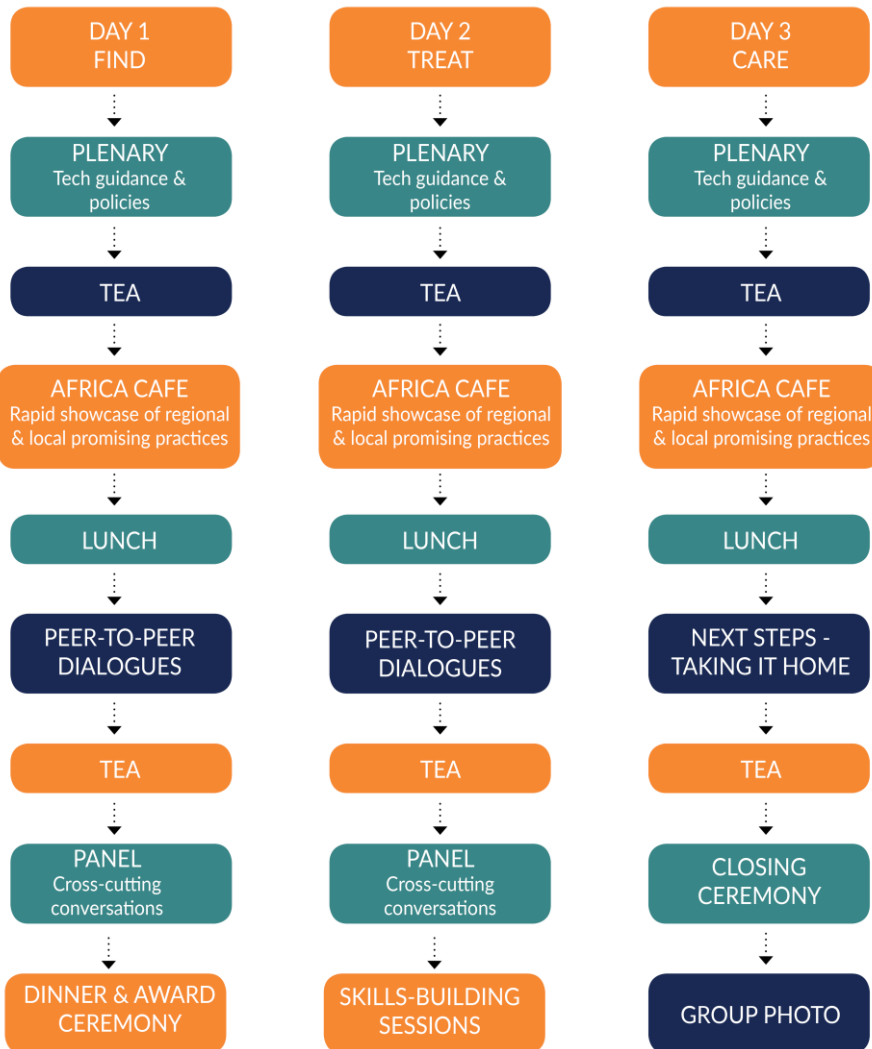 DAY 1
FIND
PLENARY
Tech guidance &
policies
TEA
AFRICA CAFE
Rapid showcase of regional
& local promising practices
LUNCH
PEER-TO-PEER
DIALOGUES
TEA
PANEL
Cross-cutting
conversations
DINNER & AWARD
CEREMONY
DAY 2
TREAT
PLENARY
Tech guidance &
policies
TEA
AFRICA CAFE
Rapid showcase of regional
& local promising practices
LUNCH
PEER-TO-PEER
DIALOGUES
TEA
PANEL
Cross-cutting
conversations
SKILLS-BUILDING
SESSIONS
DAY 3
CARE
PLENARY
Tech guidance &
policies
TEA
AFRICA CAFE
Rapid showcase of regional
& local promising practices
LUNCH
NEXT STEPS -
TAKING IT HOME
TEA
CLOSING
CEREMONY
GROUP PHOTO